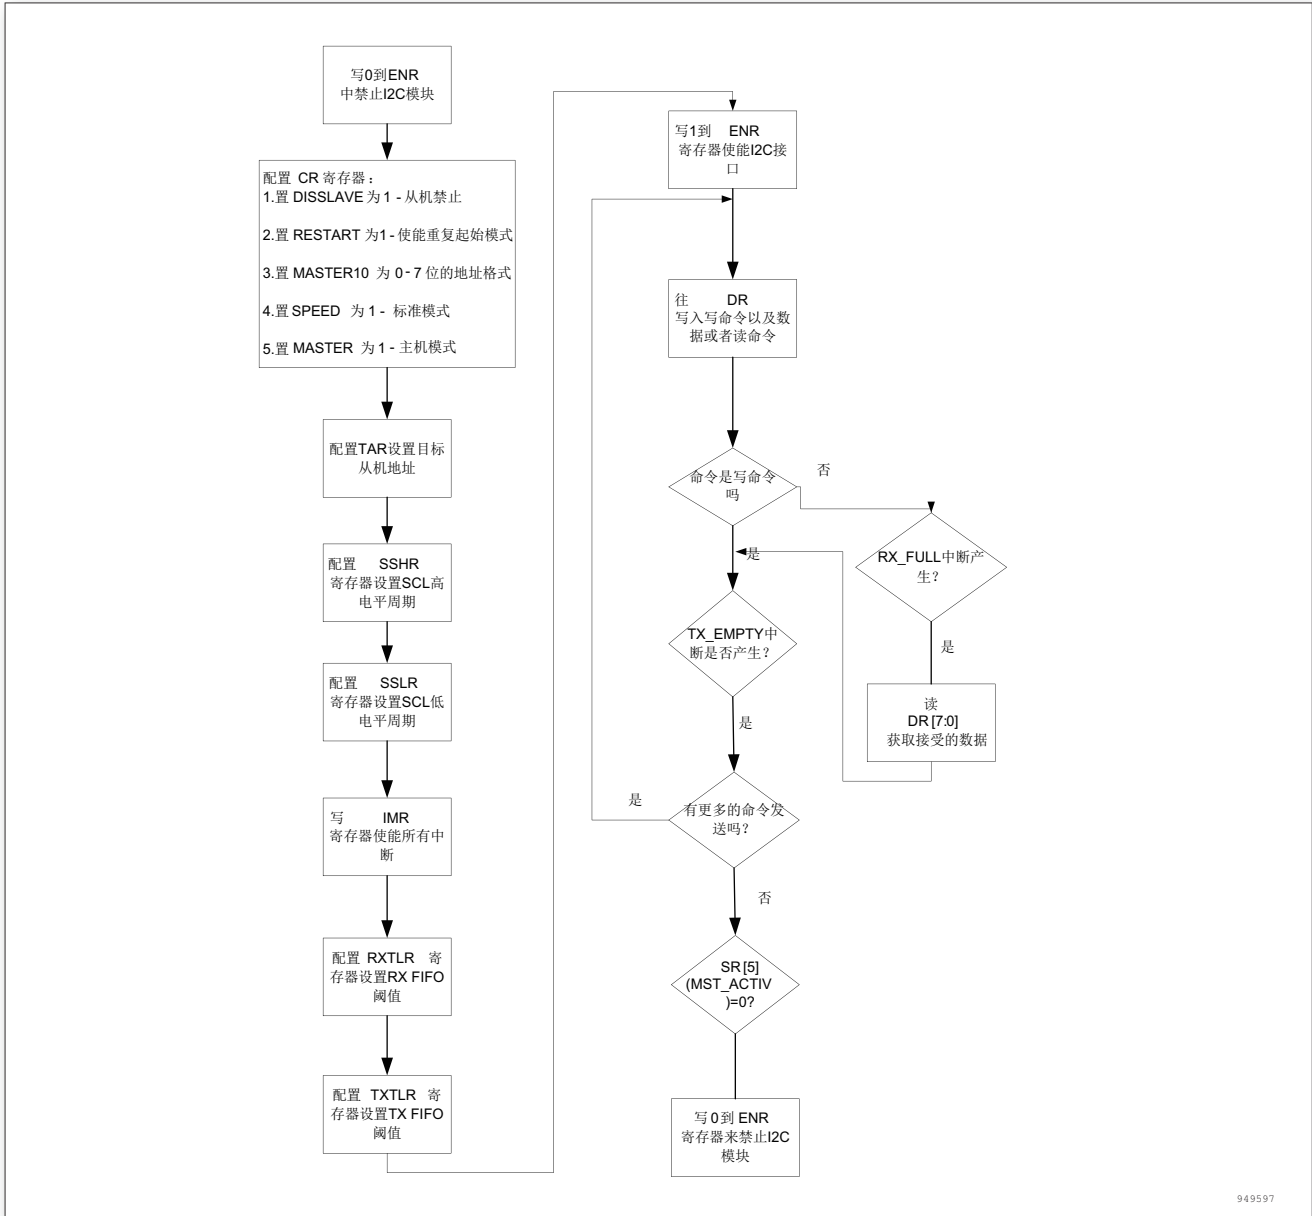 写0到ENR
中禁止I2C模块
配置 CR 寄存器：
1.置 DISSLAVE 为 1 - 从机禁止
2.置 RESTART 为1 - 使能重复起始模式
3.置 MASTER10 为 0 - 7 位的地址格式
4.置 SPEED 为 1 - 标准模式
5.置 MASTER 为 1 - 主机模式
配置TAR设置目标
从机地址
配置 SSHR
寄存器设置SCL高
电平周期
配置 SSLR
寄存器设置SCL低
电平周期
写 IMR
寄存器使能所有中
断
配置 RXTLR 寄
存器设置RX FIFO
阈值
配置 TXTLR 寄
存器设置TX FIFO
阈值
写1到 ENR
寄存器使能I2C接
口
往 DR
写入写命令以及数
据或者读命令
命令是写命令
吗
否
是
RX_FULL中断产
生？
是
读
DR [7:0]
获取接受的数据
TX_EMPTY中
断是否产生？
是
有更多的命令发
送吗？
是
否
SR [5]
(MST_ACTIV
)=0?
写 0 到 ENR
寄存器来禁止I2C
模块
949597